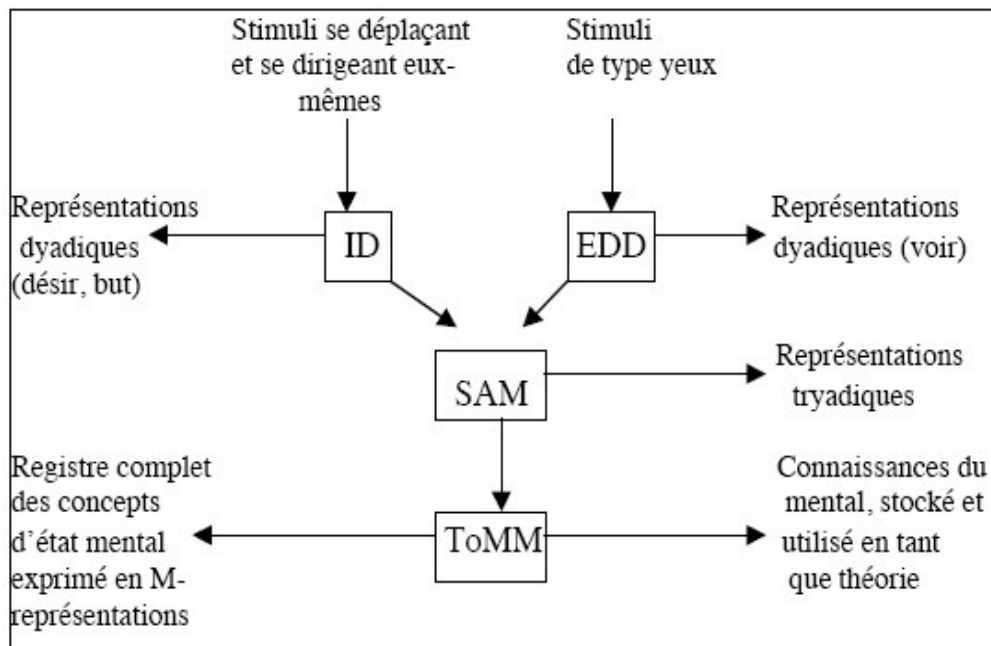 Stimuli se déplaçant
et se dirigeant eux-
mêmes
Stimuli
de type yeux
Représentations
dyadiques
(désir, but)
ID
EDD
Représentations
dyadiques (voir)
SAM
Représentations
tryadiques
Registre complet
des concepts
d’état mental
exprimé en M-
représentations
ToMM
Connaissances du
mental, stocké et
utilisé en tant
que théorie